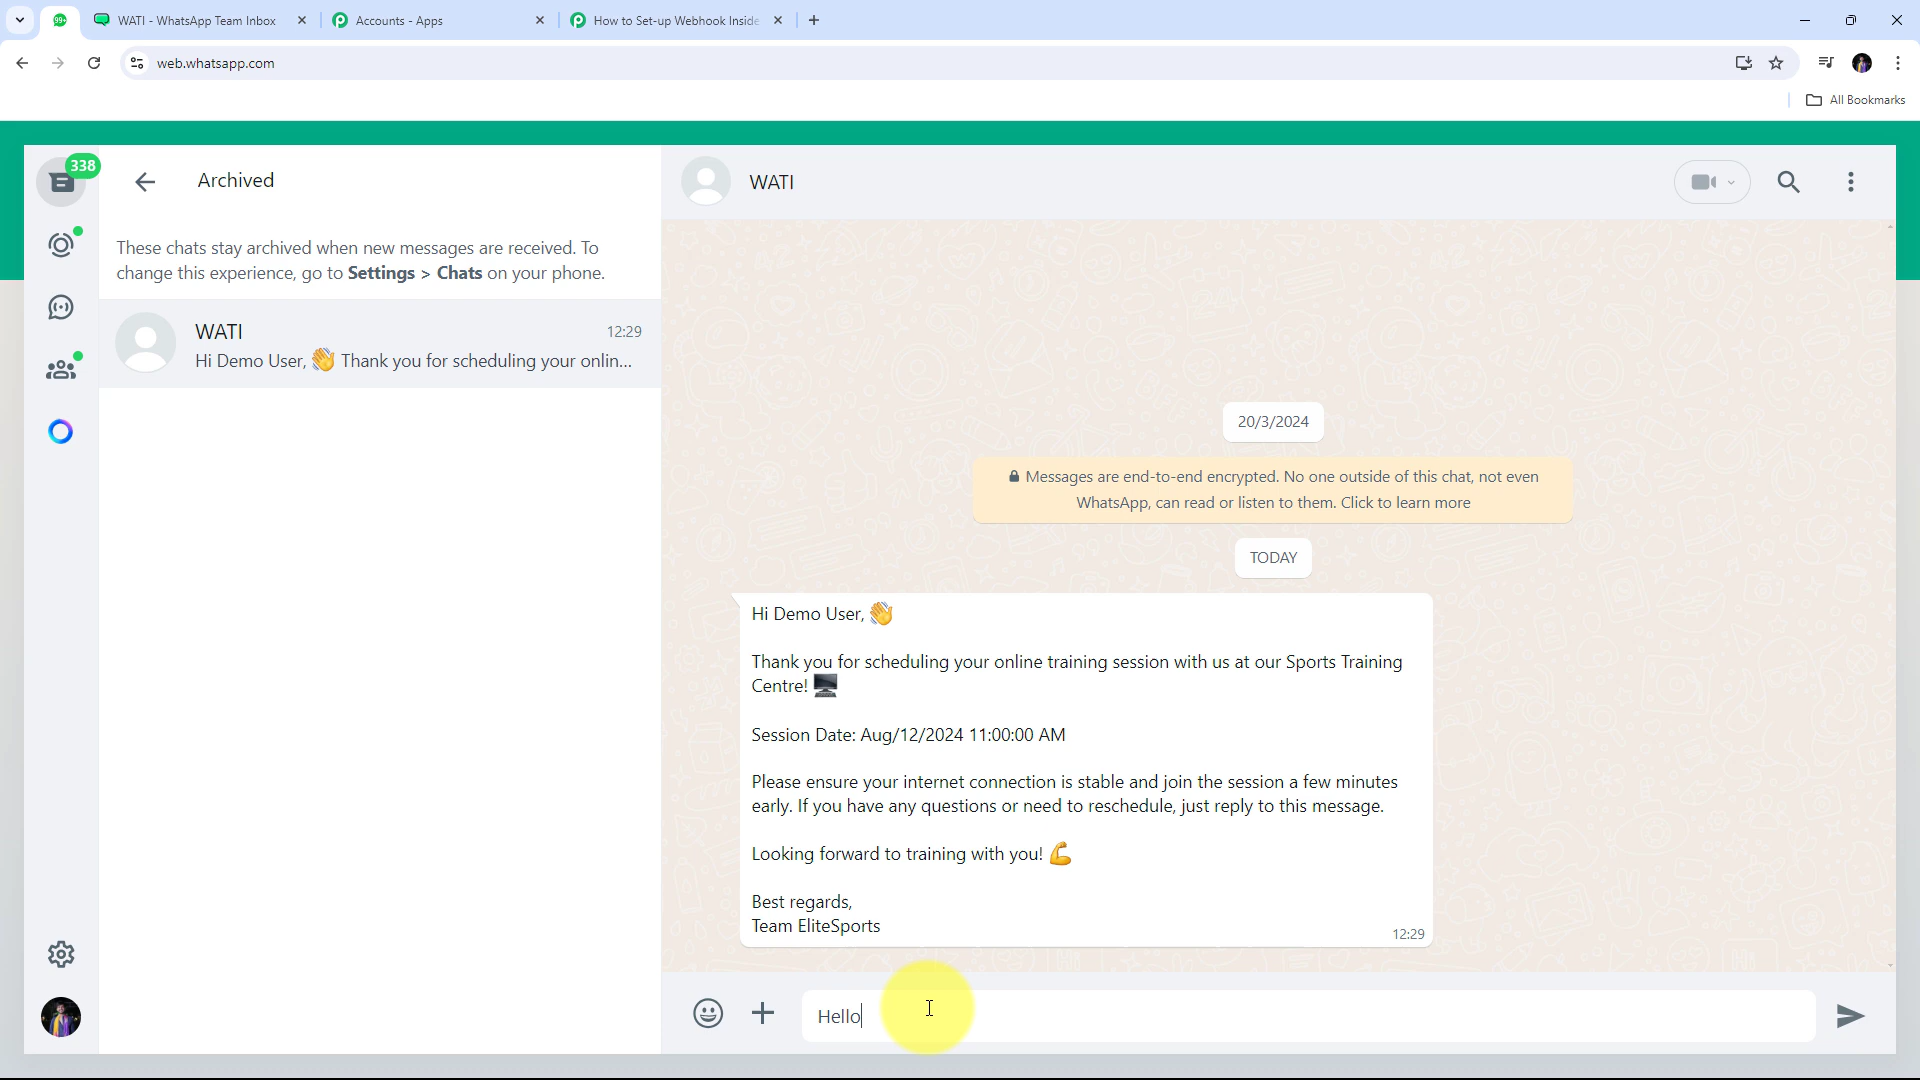 99+
WATI - WhatsApp Team Inbox
Accounts - Apps
How to Set-up Webhook Inside
web.whatsapp.com
All Bookmarks
338
Archived
These chats stay archived when new messages are received. To
change this experience, go to Settings > Chats on your phone.
WATI
12:29
Hi Demo User, 👋 Thank you for scheduling your onlin...
WATI
20/3/2024
Messages are end-to-end encrypted. No one outside of this chat, not even
WhatsApp, can read or listen to them. Click to learn more
TODAY
Hi Demo User, 👋
Thank you for scheduling your online training session with us at our Sports Training
Centre! 🖥️
Session Date: Aug/12/2024 11:00:00 AM
Please ensure your internet connection is stable and join the session a few minutes
early. If you have any questions or need to reschedule, just reply to this message.
Looking forward to training with you! 💪
Best regards,
Team EliteSports
12:29
Hello